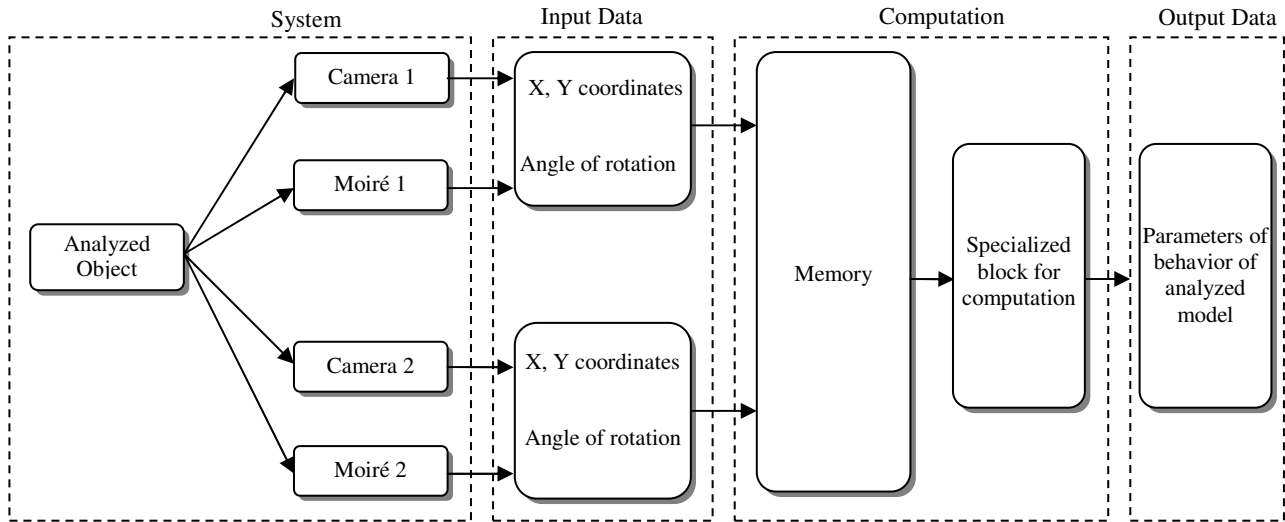 System
Input Data
Computation
Output Data
Camera 1
X, Y coordinates
Angle of rotation
Moiré 1
Analyzed
Object
Camera 2
X, Y coordinates
Angle of rotation
Moiré 2
Memory
Specialized
block for
computation
Parameters of
behavior of
analyzed
model